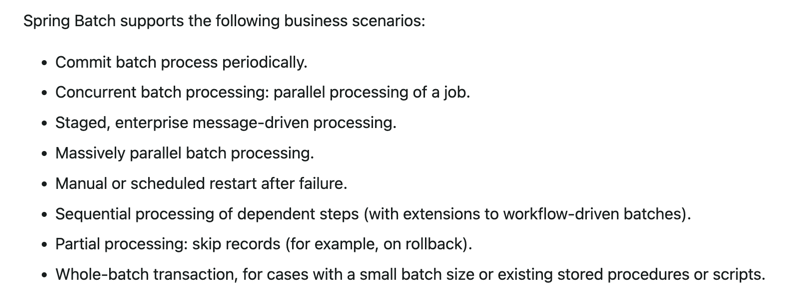 Spring Batch supports the following business scenarios:
• Commit batch process periodically.
• Concurrent batch processing: parallel processing of a job.
• Staged, enterprise message-driven processing.
• Massively parallel batch processing.
• Manual or scheduled restart after failure.
• Sequential processing of dependent steps (with extensions to workflow-driven batches).
• Partial processing: skip records (for example, on rollback).
• Whole-batch transaction, for cases with a small batch size or existing stored procedures or scripts.